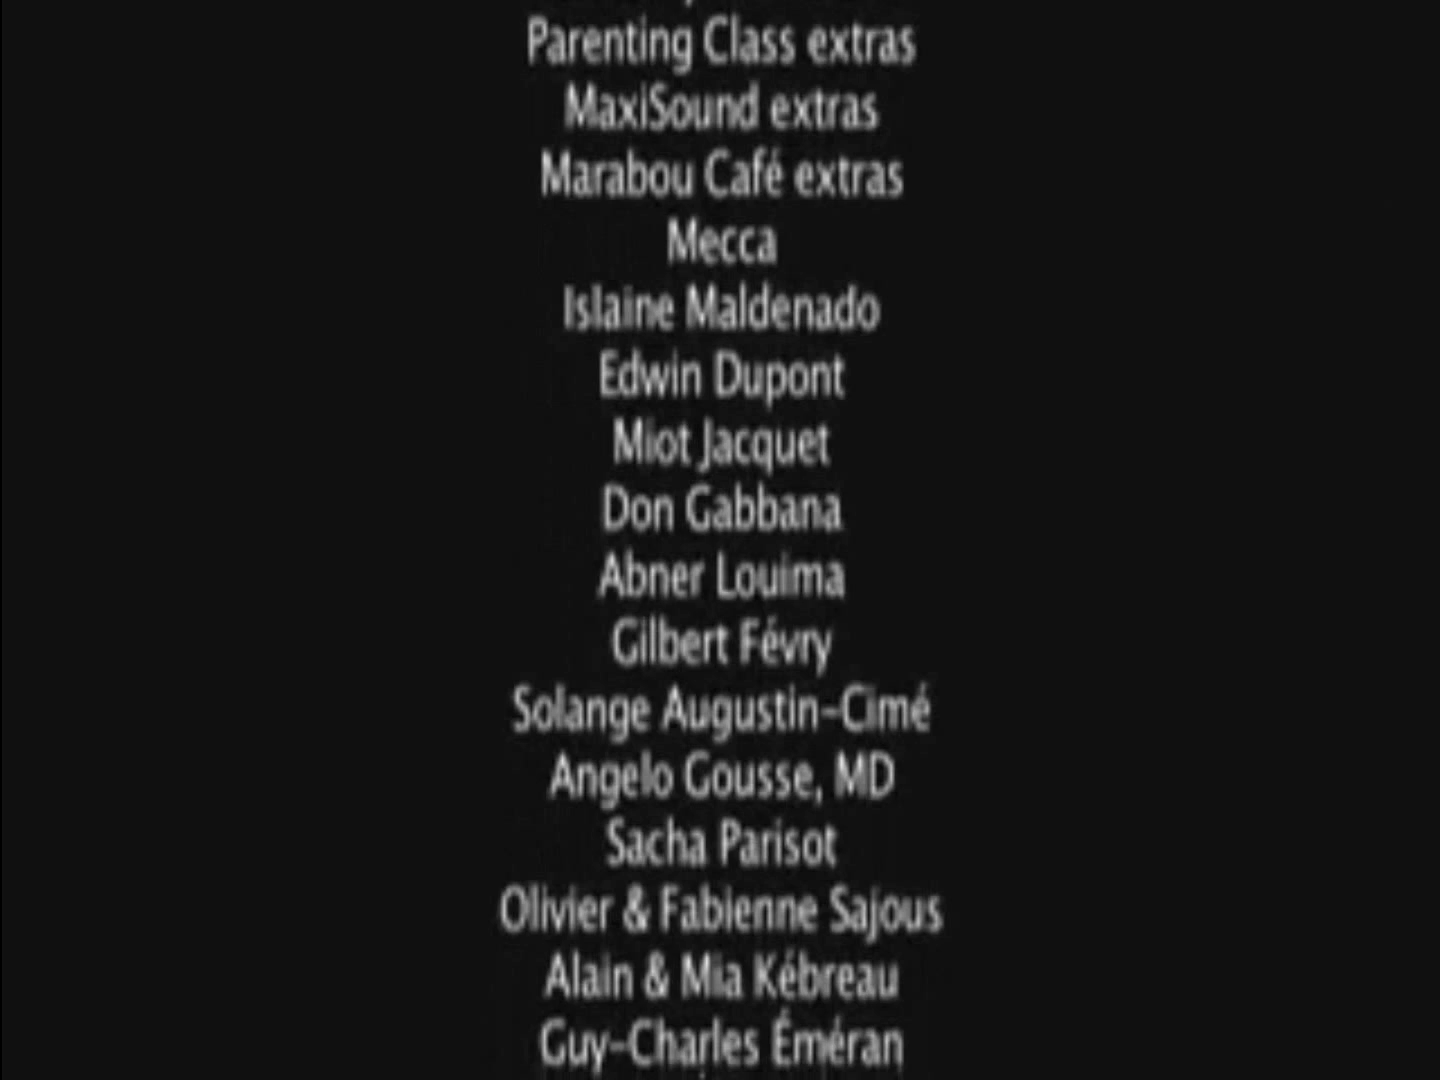 Parenting Class extras
MaxiSound extras
Marabou Café extras
Mecca
Islaine Maldenado
Edwin Dupont
Miot Jacquet
Don Gabbana
Abner Louima
Gilbert Févry
Solange Augustin-Cimé
Angelo Gousse, MD
Sacha Parisot
Olivier & Fabienne Sajous
Alain & Mia Kébreau
Guy-Charles Éméran